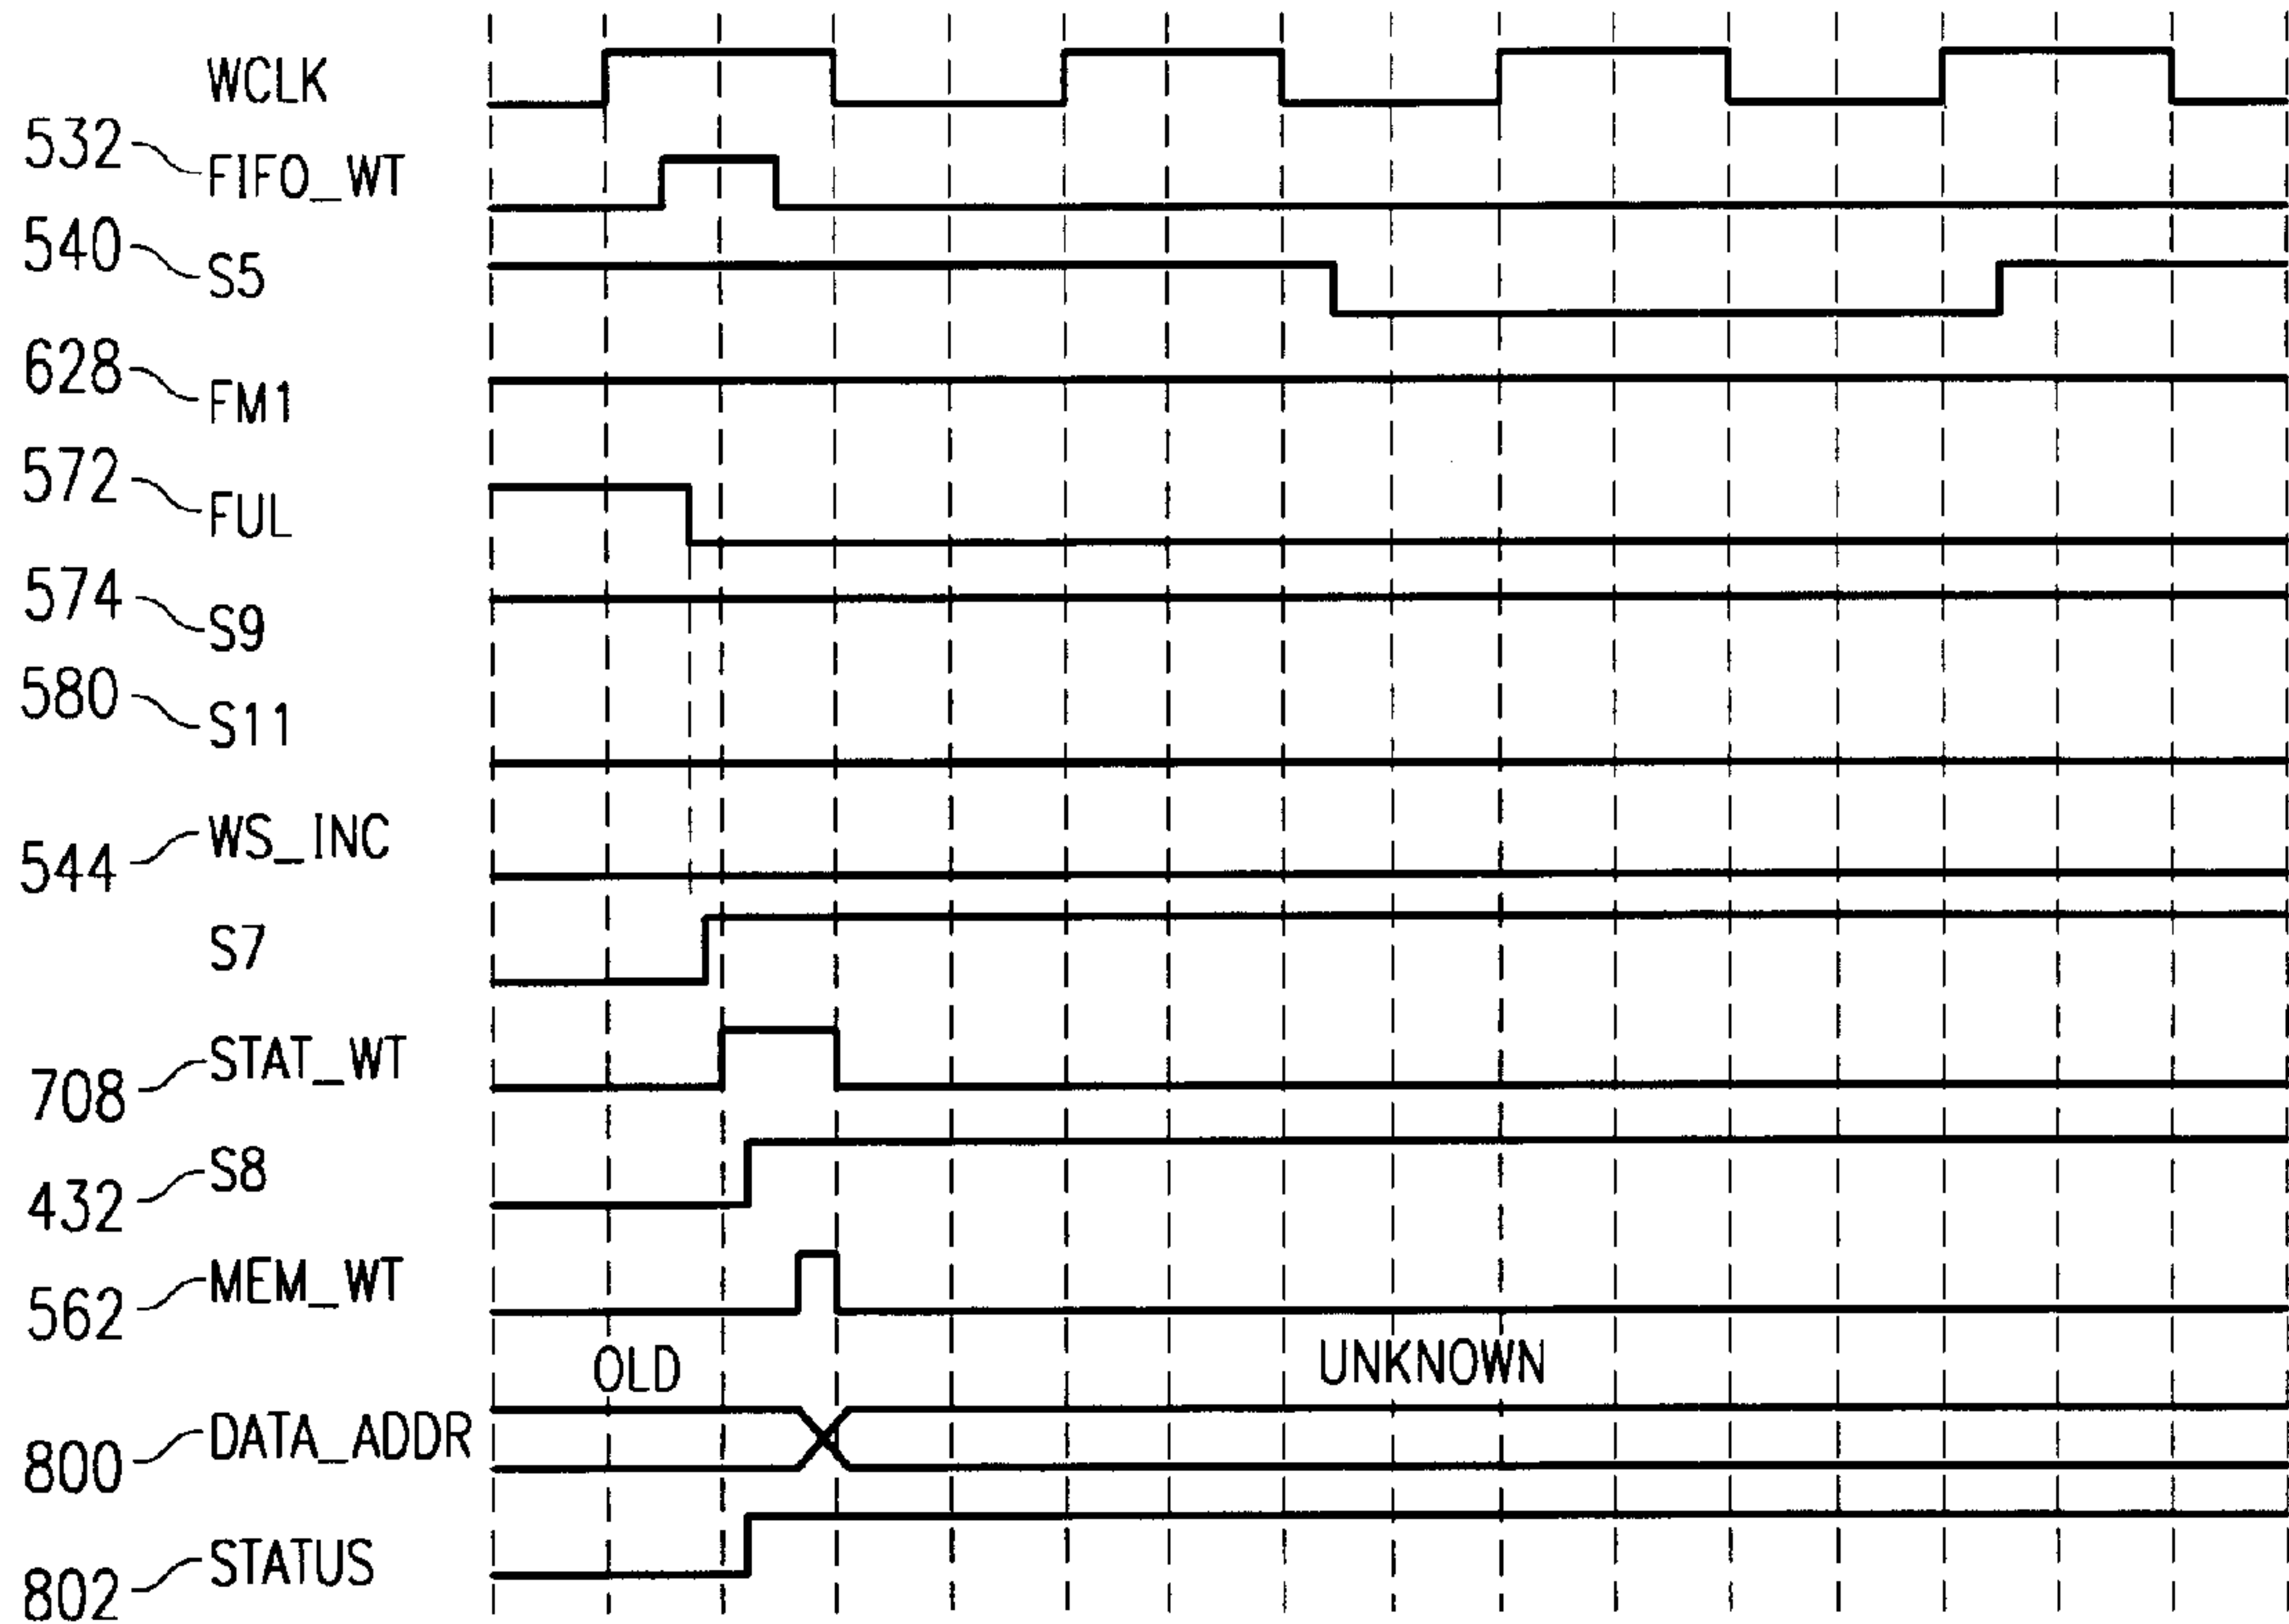 WCLK
532 FIFO_WT
540 S5
628 FM1
572 FUL
574 S9
580 S11
WS_INC
544
S7
STAT_WT
708
S8
432
MEM_WT
562
OLD UNKNOWN
DATA_ADDR
800
STATUS
802